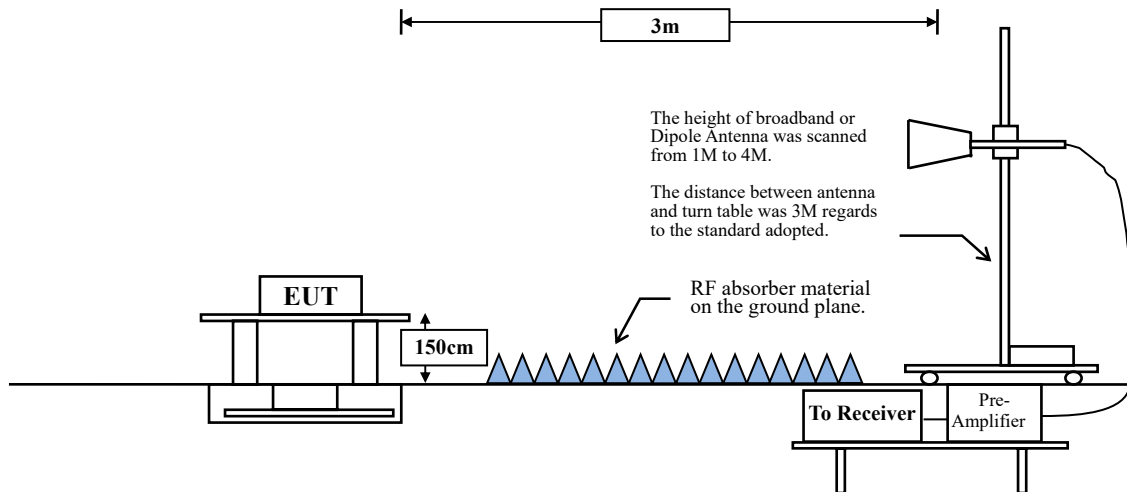 3m
The height of broadband or
Dipole Antenna was scanned
from 1M to 4M.
The distance between antenna
and turn table was 3M regards
to the standard adopted.
EUT
RF absorber material
on the ground plane.
150cm
To Receiver
Pre-
Amplifier